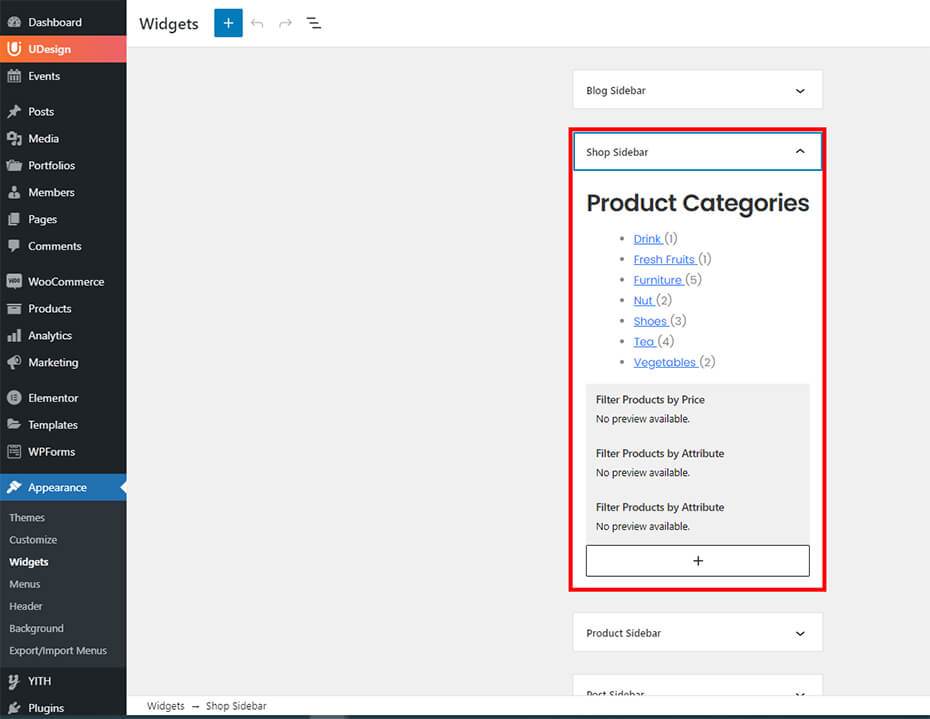 Dashboard
UDesign
Events
Posts
Media
Portfolios
Members
Pages
Comments
WooCommerce
Products
Analytics
Marketing
Elementor
Templates
WPForms
Appearance
Themes
Customize
Widgets
Menus
Header
Background
Export/Import Menus
YITH
Plugins
Widgets
Blog Sidebar
Shop Sidebar
Product Categories
Drink (1)
Fresh Fruits (1)
Furniture (5)
Nut (2)
Shoes (3)
Tea (4)
Vegetables (2)
Filter Products by Price
No preview available.
Filter Products by Attribute
No preview available.
Filter Products by Attribute
No preview available.
Product Sidebar
Post Sidebar
Widgets → Shop Sidebar